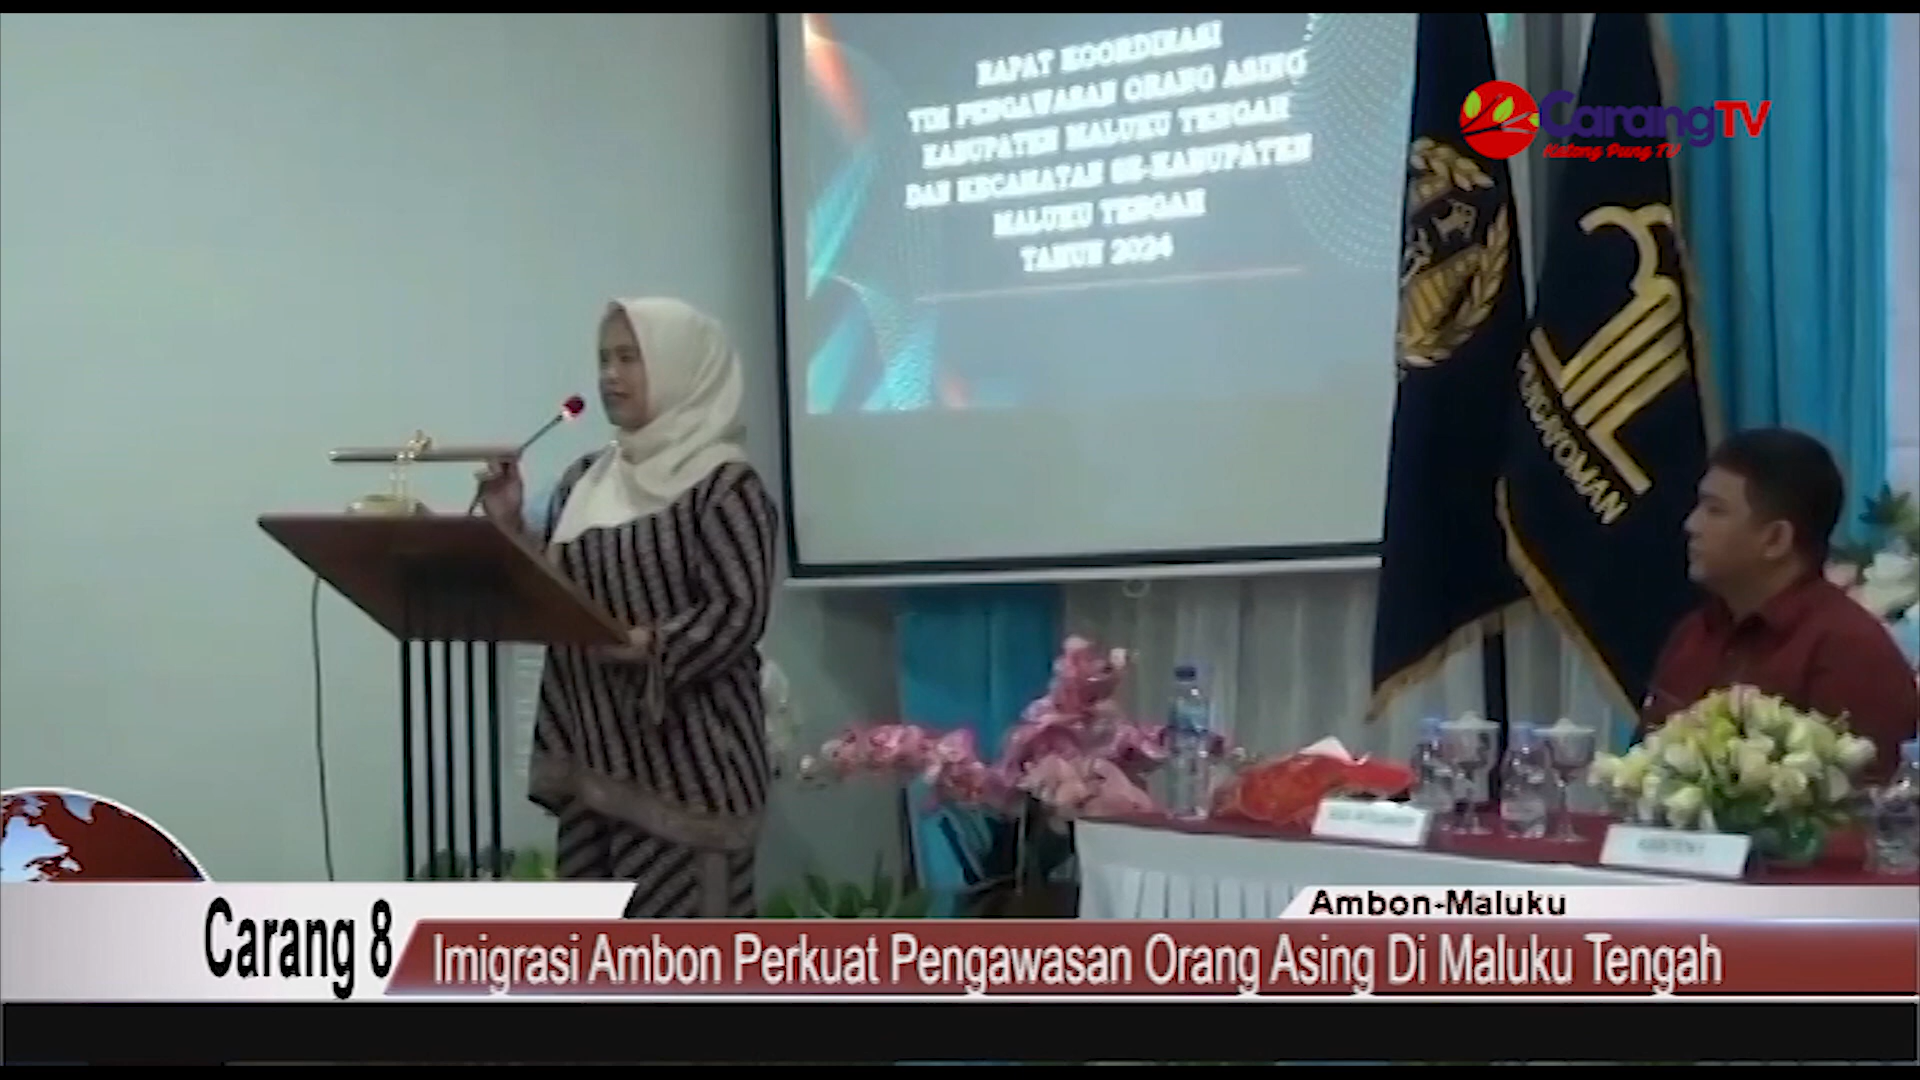 RAPAT KOORDINASI
TIM PENGAWASAN ORANG ASING
KABUPATEN MALUKU TENGAH
DAN KECAMATAN SE-KABUPATEN
MALUKU TENGAH
TAHUN 2024
CarangTV
Katong Pung TV
PENGAYOMAN
Ambon-Maluku
Carang 8
Imigrasi Ambon Perkuat Pengawasan Orang Asing Di Maluku Tengah